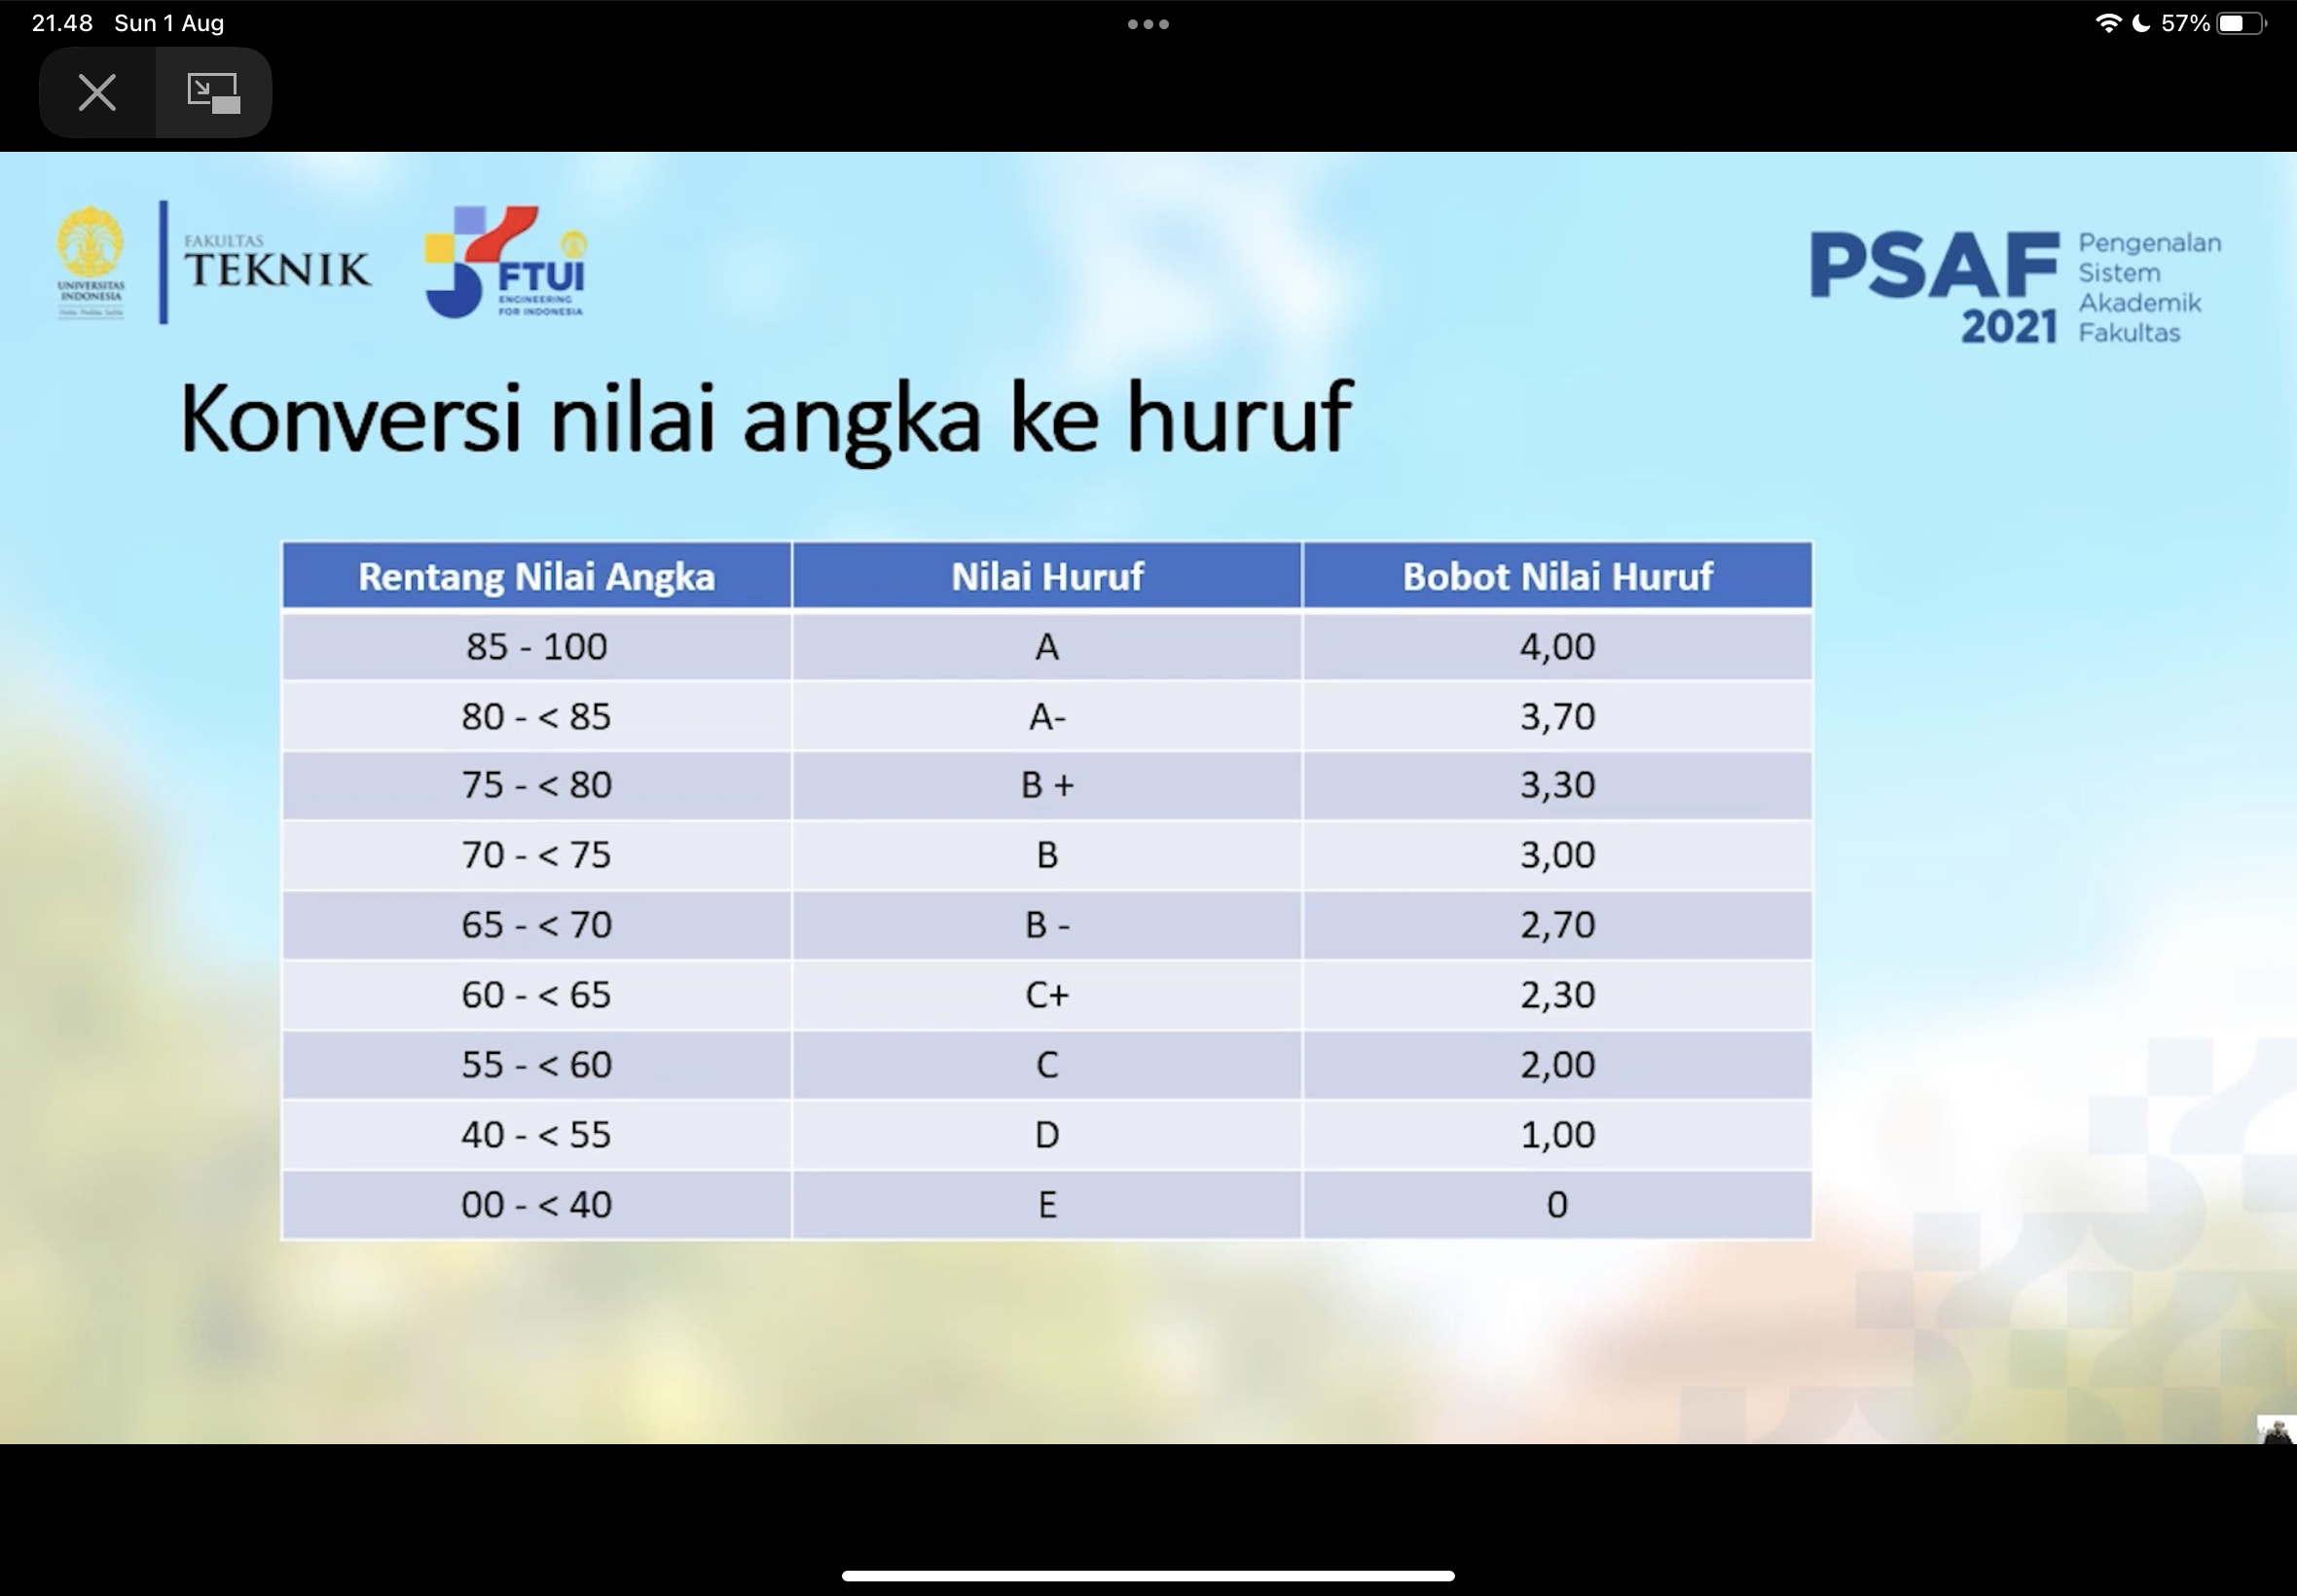 21.48 Sun 1 Aug
57%
UNIVERSITAS
INDONESIA
FAKULTAS
TEKNIK
FTUI
ENGINEERING
FOR INDONESIA
PSAF
2021
Pengenalan
Sistem
Akademik
Fakultas
Konversi nilai angka ke huruf
Rentang Nilai Angka Nilai Huruf Bobot Nilai Huruf
85 - 100 A 4,00
80 - < 85 A- 3,70
75 - < 80 B + 3,30
70 - < 75 B 3,00
65 - < 70 B - 2,70
60 - < 65 C+ 2,30
55 - < 60 C 2,00
40 - < 55 D 1,00
00 - < 40 E 0